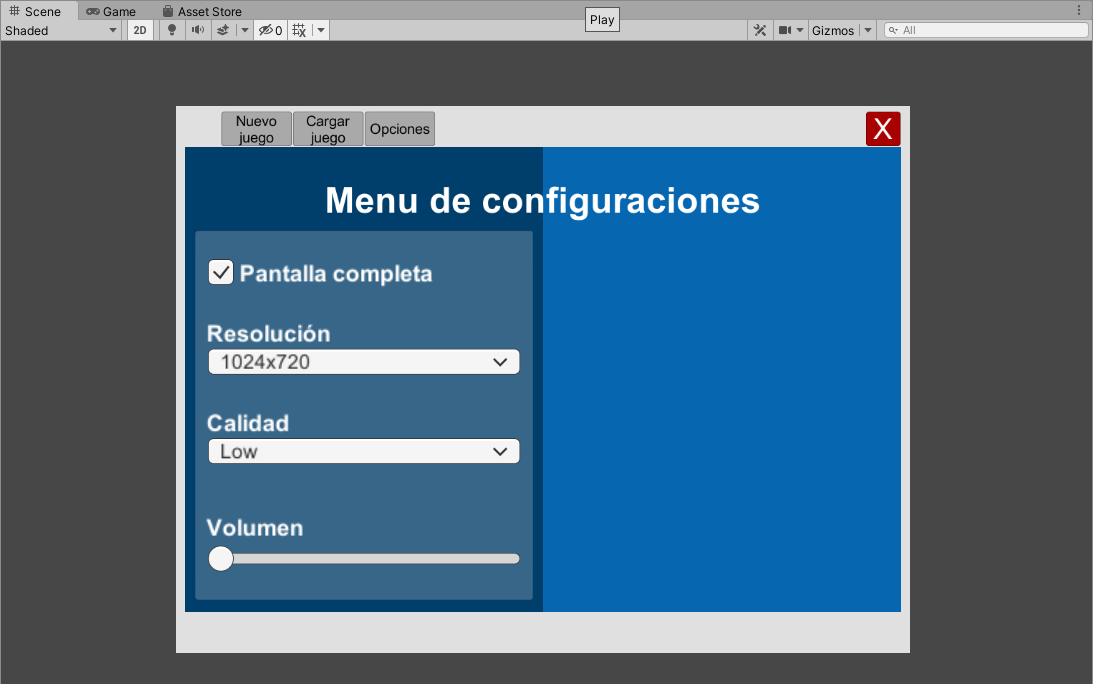 Scene Game Asset Store
Play
Shaded 2D 0 Gizmos All
Nuevo juego Cargar juego Opciones X
Menu de configuraciones
Pantalla completa
Resolución
1024x720
Calidad
Low
Volumen